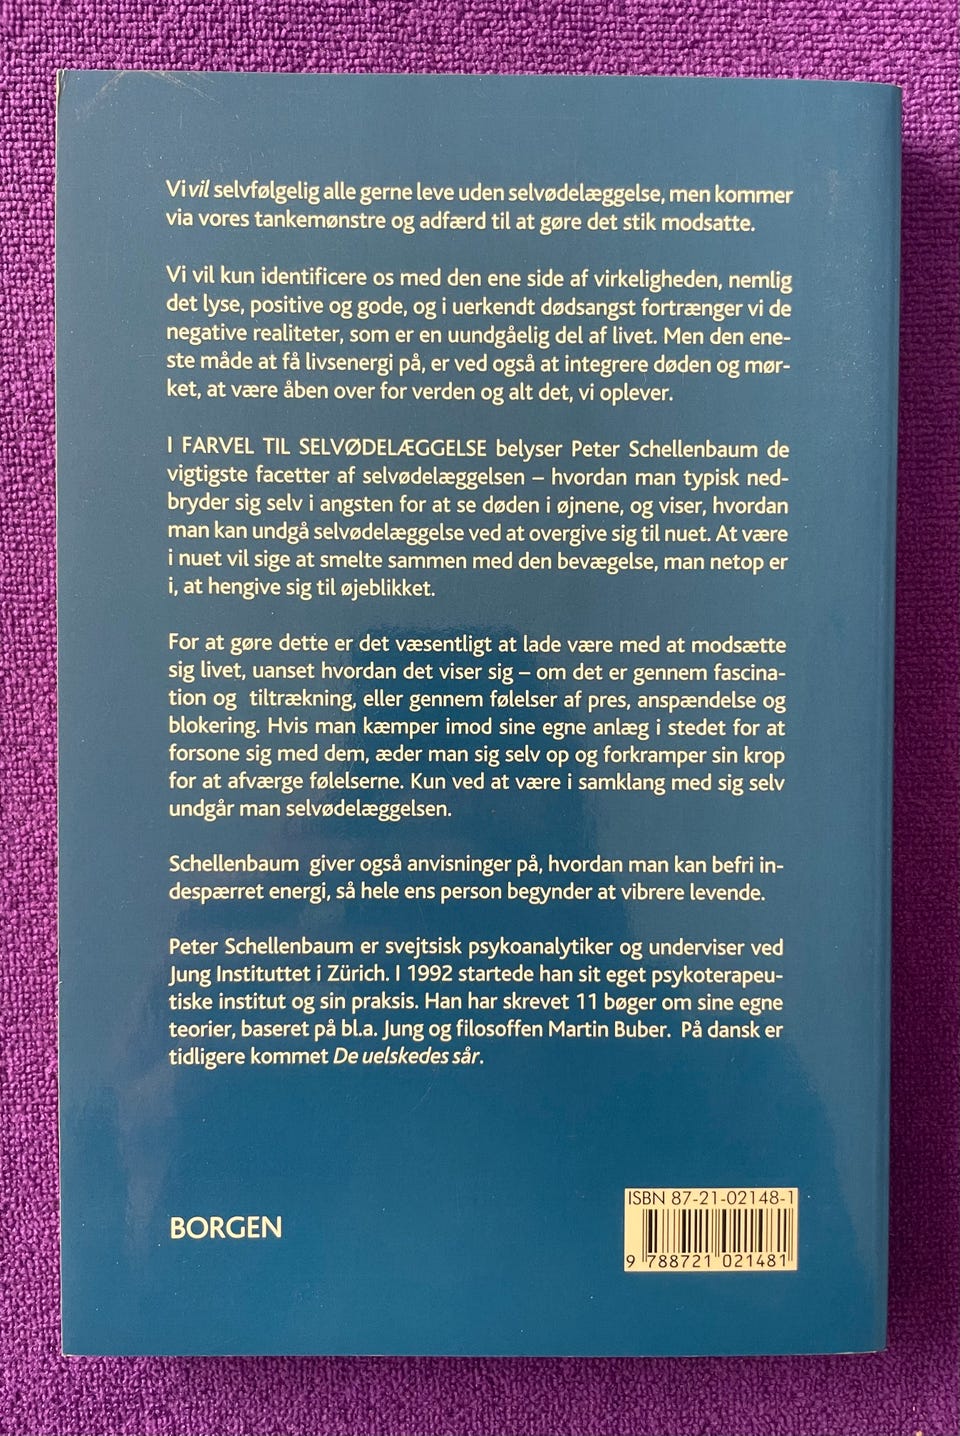 Vi vil selvfølgelig alle gerne leve uden selvødelæggelse, men kommer
via vores tankemønstre og adfærd til at gøre det stik modsatte.
Vi vil kun identificere os med den ene side af virkeligheden, nemlig
det lyse, positive og gode, og i uerkendt dødsangst fortrænger vi de
negative realiteter, som er en uundgåelig del af livet. Men den ene-
ste måde at få livsenergi på, er ved også at integrere døden og mør-
ket, at være åben over for verden og alt det, vi oplever.
I FARVEL TIL SELVØDELÆGGELSE belyser Peter Schellenbaum de
vigtigste facetter af selvødelæggelsen – hvordan man typisk ned-
bryder sig selv i angsten for at se døden i øjnene, og viser, hvordan
man kan undgå selvødelæggelse ved at overgive sig til nuet. At være
i nuet vil sige at smelte sammen med den bevægelse, man netop er
i, at hengive sig til øjeblikket.
For at gøre dette er det væsentligt at lade være med at modsætte
sig livet, uanset hvordan det viser sig – om det er gennem fascina-
tion og tiltrækning, eller gennem følelser af pres, anspændelse og
blokering. Hvis man kæmper imod sine egne anlæg i stedet for at
forsone sig med dem, æder man sig selv op og forkramper sin krop
for at afværge følelserne. Kun ved at være i samklang med sig selv
undgår man selvødelæggelsen.
Schellenbaum giver også anvisninger på, hvordan man kan befri in-
despærret energi, så hele ens person begynder at vibrere levende.
Peter Schellenbaum er svejtsisk psykoanalytiker og underviser ved
Jung Instituttet i Zürich. I 1992 startede han sit eget psykoterapeu-
tiske institut og sin praksis. Han har skrevet 11 bøger om sine egne
teorier, baseret på bl.a. Jung og filosoffen Martin Buber. På dansk er
tidligere kommet De uelskedes sår.
BORGEN
ISBN 87-21-02148-1
9 788721 021481